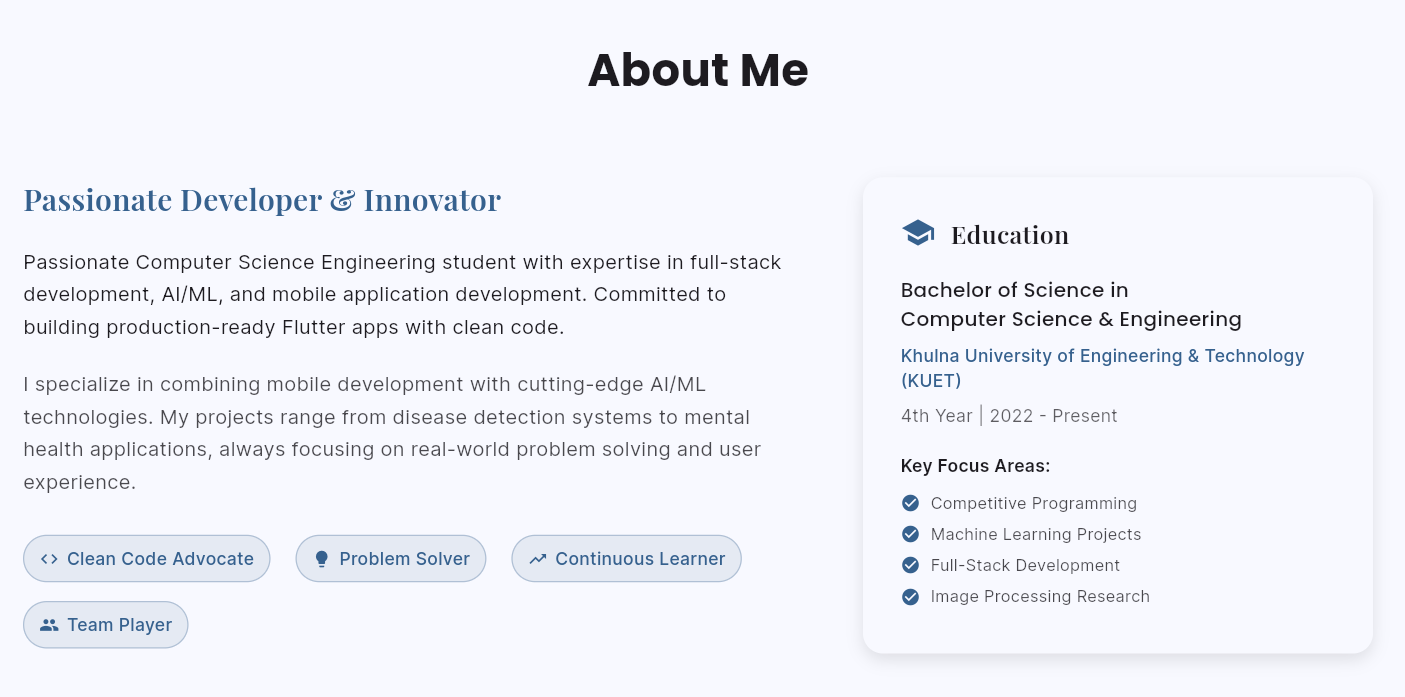 About Me
Passionate Developer & Innovator
Passionate Computer Science Engineering student with expertise in full-stack
development, AI/ML, and mobile application development. Committed to
building production-ready Flutter apps with clean code.
I specialize in combining mobile development with cutting-edge AI/ML
technologies. My projects range from disease detection systems to mental
health applications, always focusing on real-world problem solving and user
experience.
Clean Code Advocate
Problem Solver
Continuous Learner
Team Player
Education
Bachelor of Science in
Computer Science & Engineering
Khulna University of Engineering & Technology
(KUET)
4th Year | 2022 - Present
Key Focus Areas:
Competitive Programming
Machine Learning Projects
Full-Stack Development
Image Processing Research